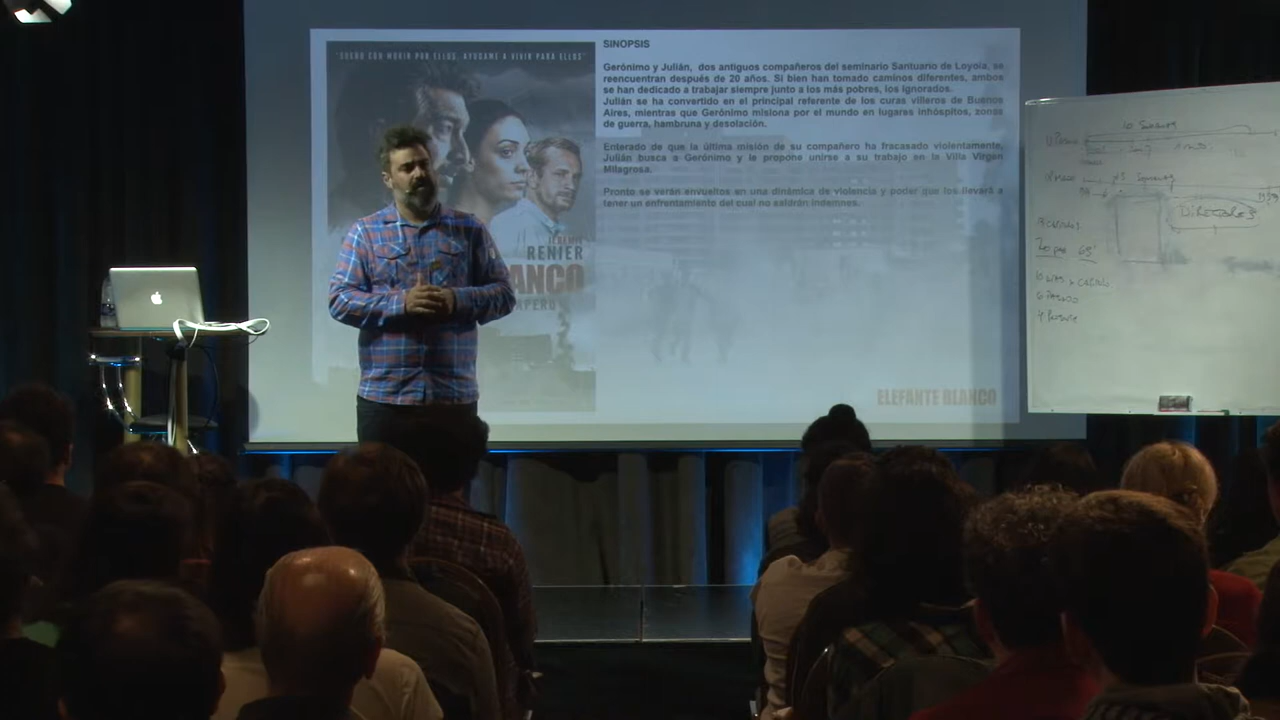 "SUEÑO CON MORIR POR ELLOS, AYUDAME A VIVIR PARA ELLOS"
RENIER
ANCO
SINOPSIS
Gerónimo y Julián, dos antiguos compañeros del seminario Santuario de Loyola, se
reencuentran después de 20 años. Si bien han tomado caminos diferentes, ambos
se han dedicado a trabajar siempre junto a los más pobres, los ignorados.
Julián se ha convertido en el principal referente de los curas villeros de Buenos
Aires, mientras que Gerónimo misiona por el mundo en lugares inhóspitos, zonas
de guerra, hambruna y desolación.
Enterado de que la última misión de su compañero ha fracasado violentamente,
Julián busca a Gerónimo y le propone unirse a su trabajo en la Villa Virgen
Milagrosa.
Pronto se verán envueltos en una dinámica de violencia y poder que los llevará a
tener un enfrentamiento del cual no saldrán indemnes.
ELEFANTE BLANCO
DIRECTORES